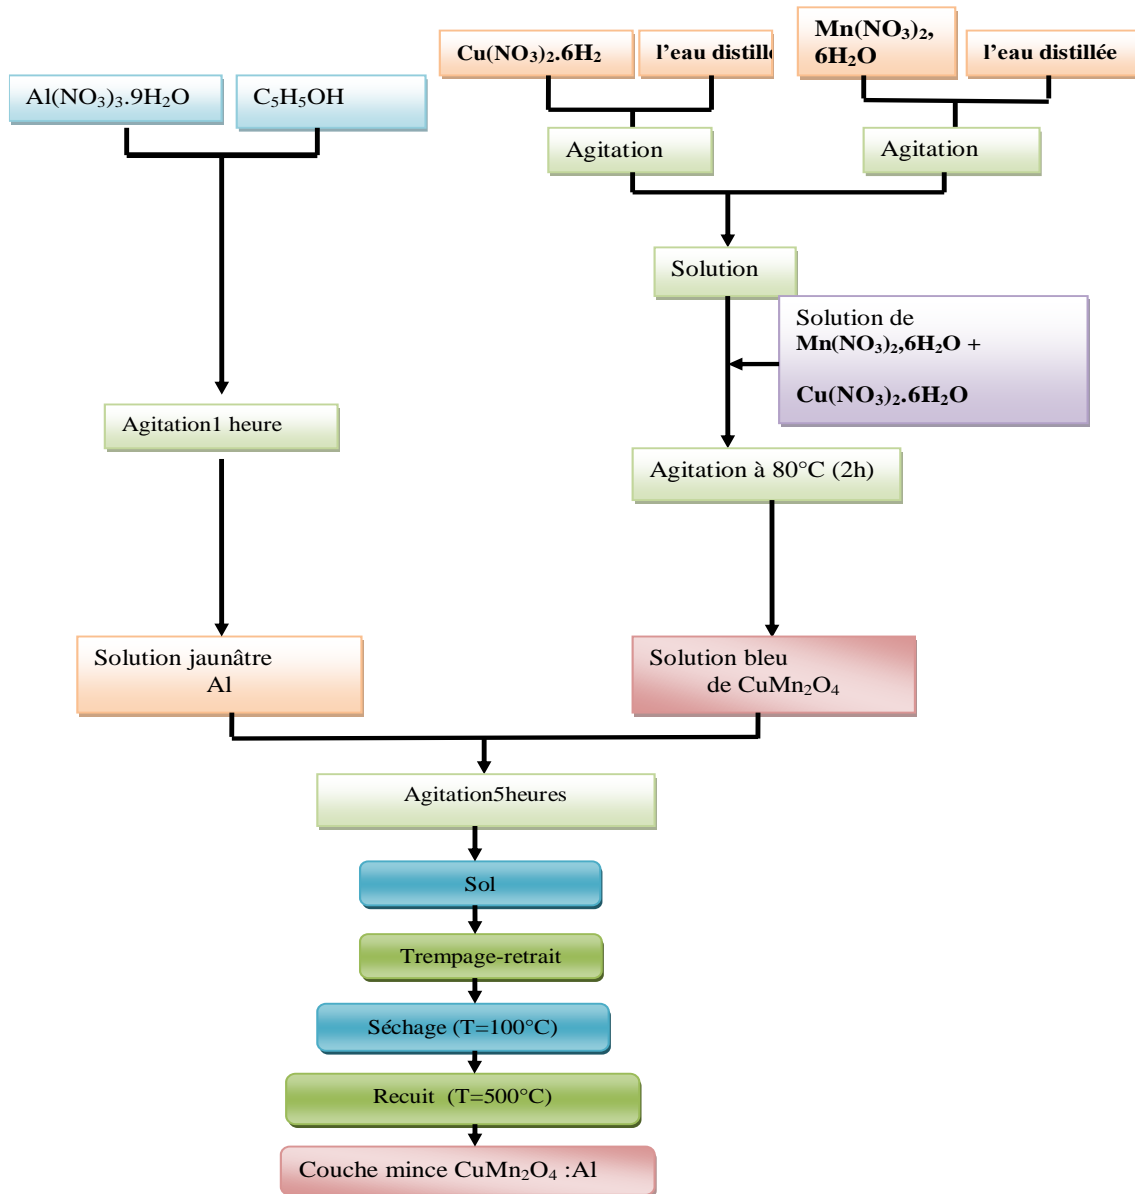 Cu(NO₃)₂.6H₂
l'eau distillé
Mn(NO₃)₂,
6H₂O
l'eau distillée
Al(NO₃)₃.9H₂O
C₅H₅OH
Agitation
Agitation
Solution
Solution de
Mn(NO₃)₂,6H₂O +
Cu(NO₃)₂.6H₂O
Agitation1 heure
Agitation à 80°C (2h)
Solution jaunâtre
Al
Solution bleu
de CuMn₂O₄
Agitation5heures
Sol
Trempage-retrait
Séchage (T=100°C)
Recuit (T=500°C)
Couche mince CuMn₂O₄ :Al